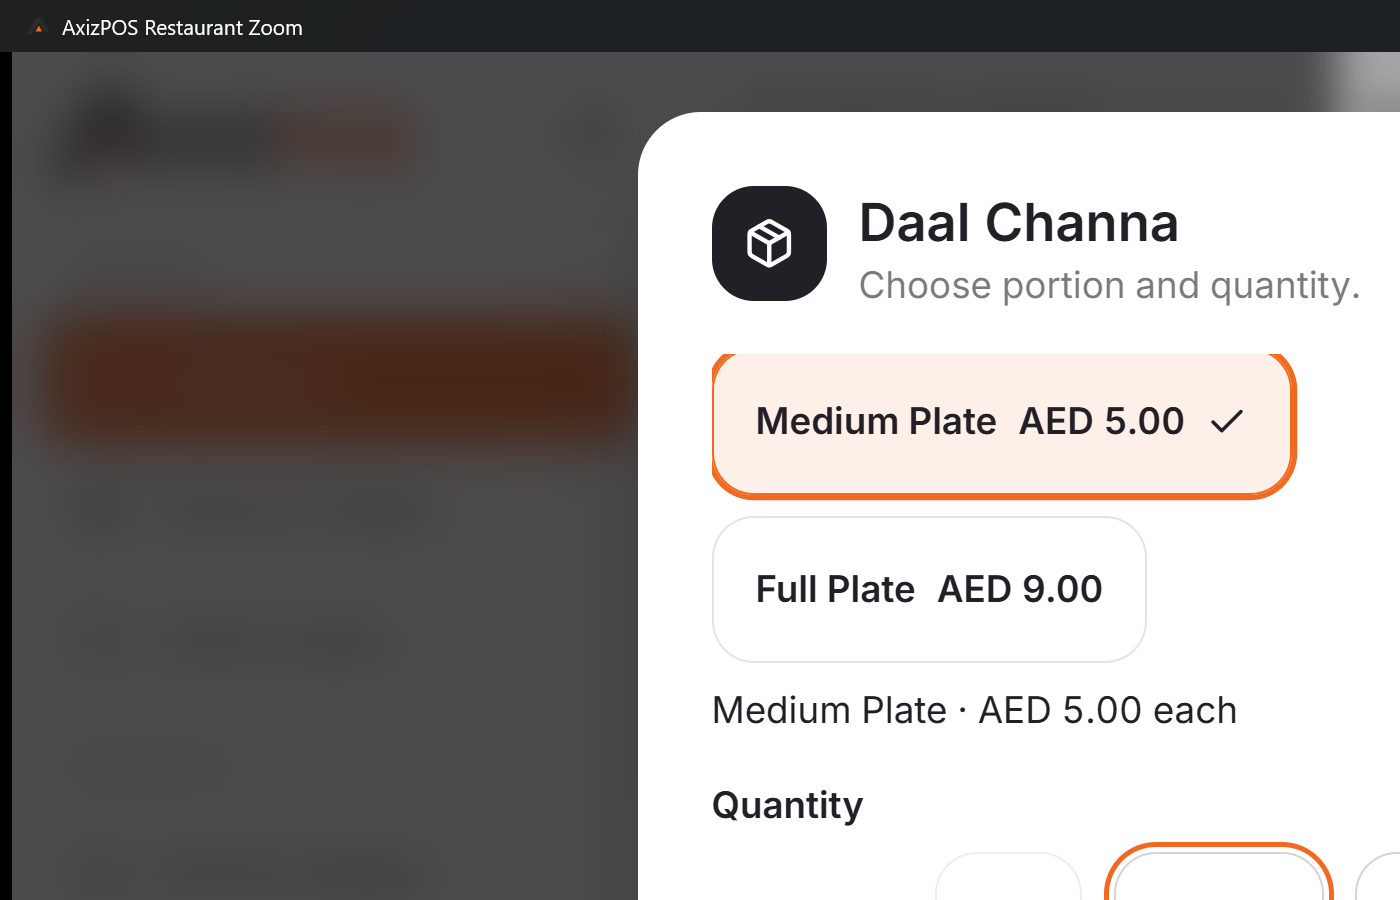 AxizPOS Restaurant Zoom
Daal Channa
Choose portion and quantity.
Medium Plate AED 5.00
Full Plate AED 9.00
Medium Plate · AED 5.00 each
Quantity